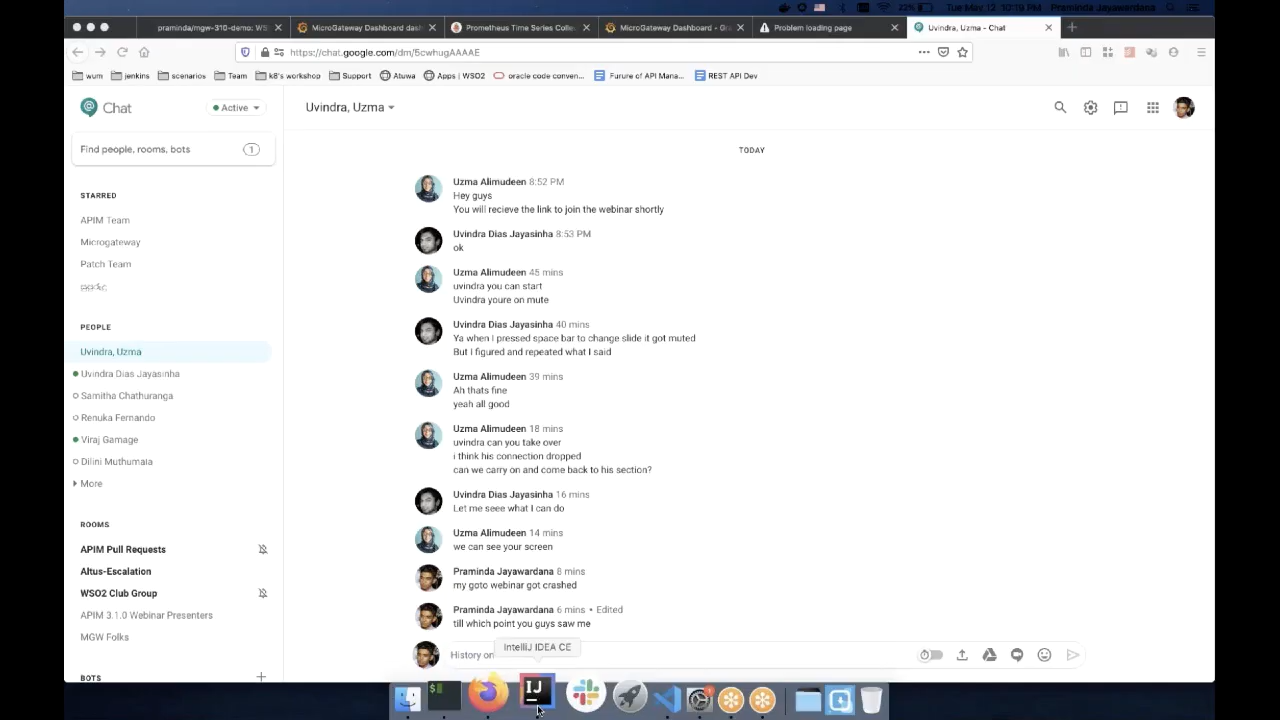 Tue May 12 10:19 PM Praminda Jayawardana
praminda/mgw-310-demo: WS
MicroGateway Dashboard dash
Prometheus Time Series Colle
MicroGateway Dashboard - Gr
Problem loading page
Uvindra, Uzma - Chat
https://chat.google.com/dm/5cwhugAAAAE
wum
jenkins
scenarios
Team
k8's workshop
Support
Atuwa
Apps | WSO2
oracle code conven...
Furure of API Mana...
REST API Dev
Chat
Active
Uvindra, Uzma
Find people, rooms, bots
1
TODAY
STARRED
APIM Team
Microgateway
Patch Team
PEOPLE
Uvindra, Uzma
Uvindra Dias Jayasinha
Samitha Chathuranga
Renuka Fernando
Viraj Gamage
Dilini Muthumala
More
ROOMS
APIM Pull Requests
Altus-Escalation
WSO2 Club Group
APIM 3.1.0 Webinar Presenters
MGW Folks
BOTS
Uzma Alimudeen 8:52 PM
Hey guys
You will recieve the link to join the webinar shortly
Uvindra Dias Jayasinha 8:53 PM
ok
Uzma Alimudeen 45 mins
uvindra you can start
Uvindra youre on mute
Uvindra Dias Jayasinha 40 mins
Ya when I pressed space bar to change slide it got muted
But I figured and repeated what I said
Uzma Alimudeen 39 mins
Ah thats fine
yeah all good
Uzma Alimudeen 18 mins
uvindra can you take over
i think his connection dropped
can we carry on and come back to his section?
Uvindra Dias Jayasinha 16 mins
Let me seee what I can do
Uzma Alimudeen 14 mins
we can see your screen
Praminda Jayawardana 8 mins
my goto webinar got crashed
Praminda Jayawardana 6 mins • Edited
till which point you guys saw me
History on
IntelliJ IDEA CE
IJ